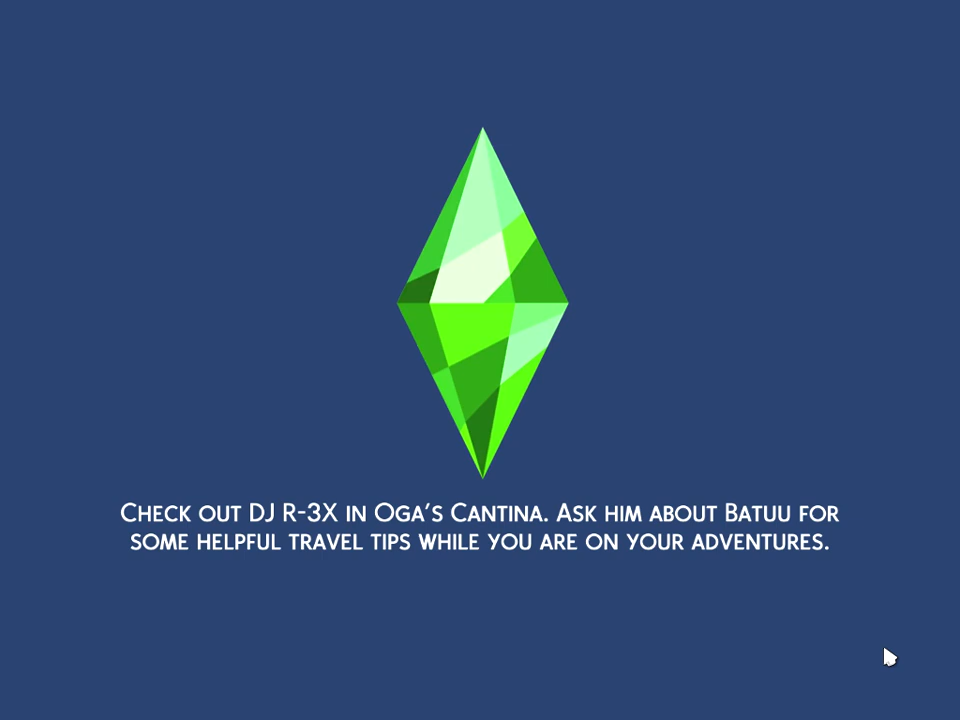 Check out DJ R-3X in Oga's Cantina. Ask him about Batuu for
some helpful travel tips while you are on your adventures.